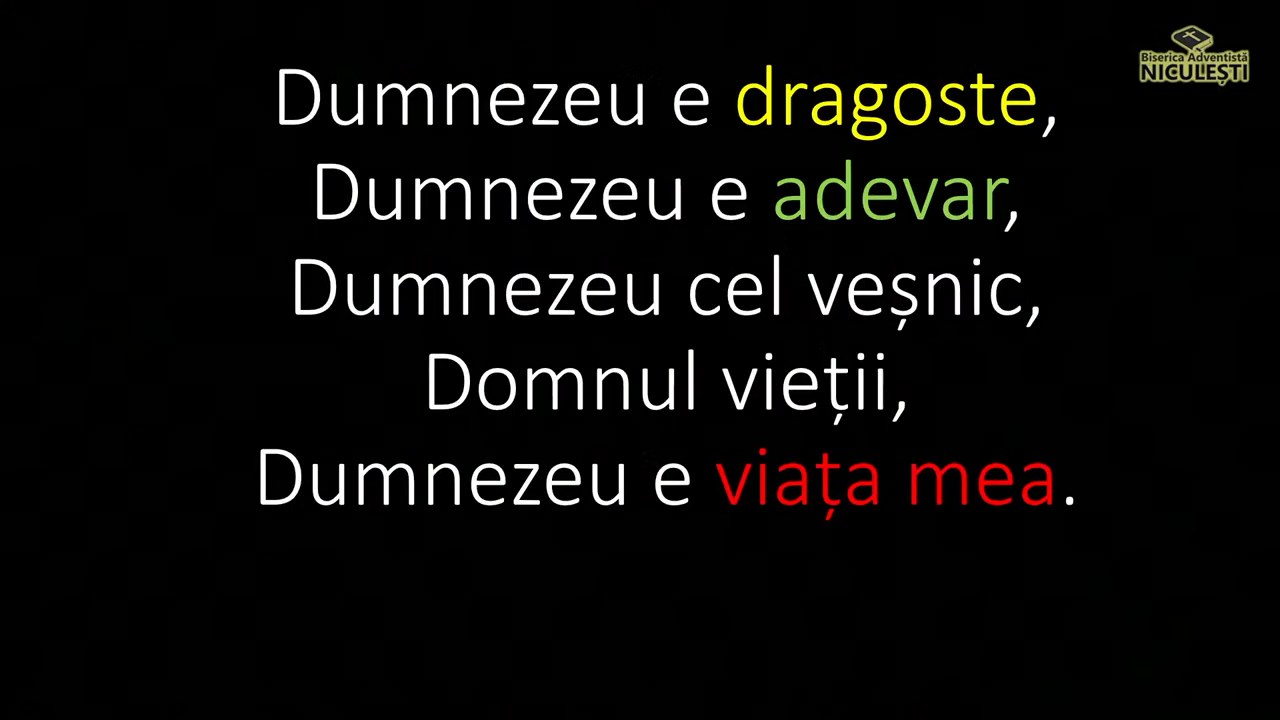 Biserica Adventistă
NICULEȘTI
Dumnezeu e dragoste,
Dumnezeu e adevar,
Dumnezeu cel veșnic,
Domnul vieții,
Dumnezeu e viața mea.